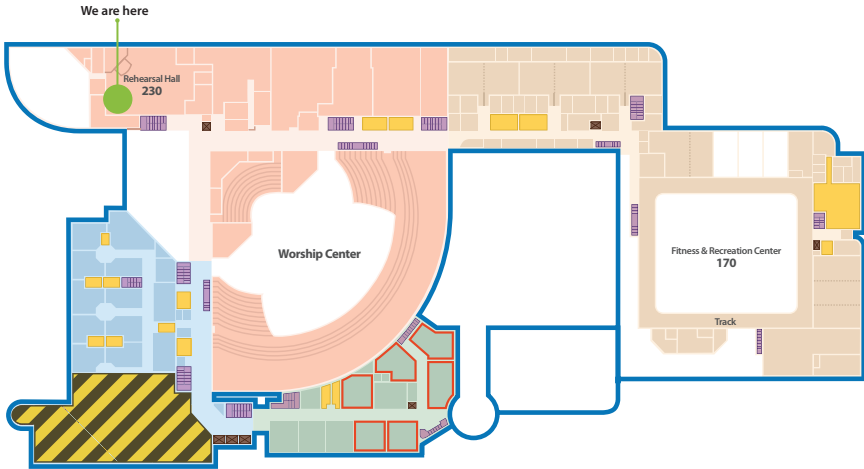 We are here
Rehearsal Hall
230
Worship Center
Fitness & Recreation Center
170
Track